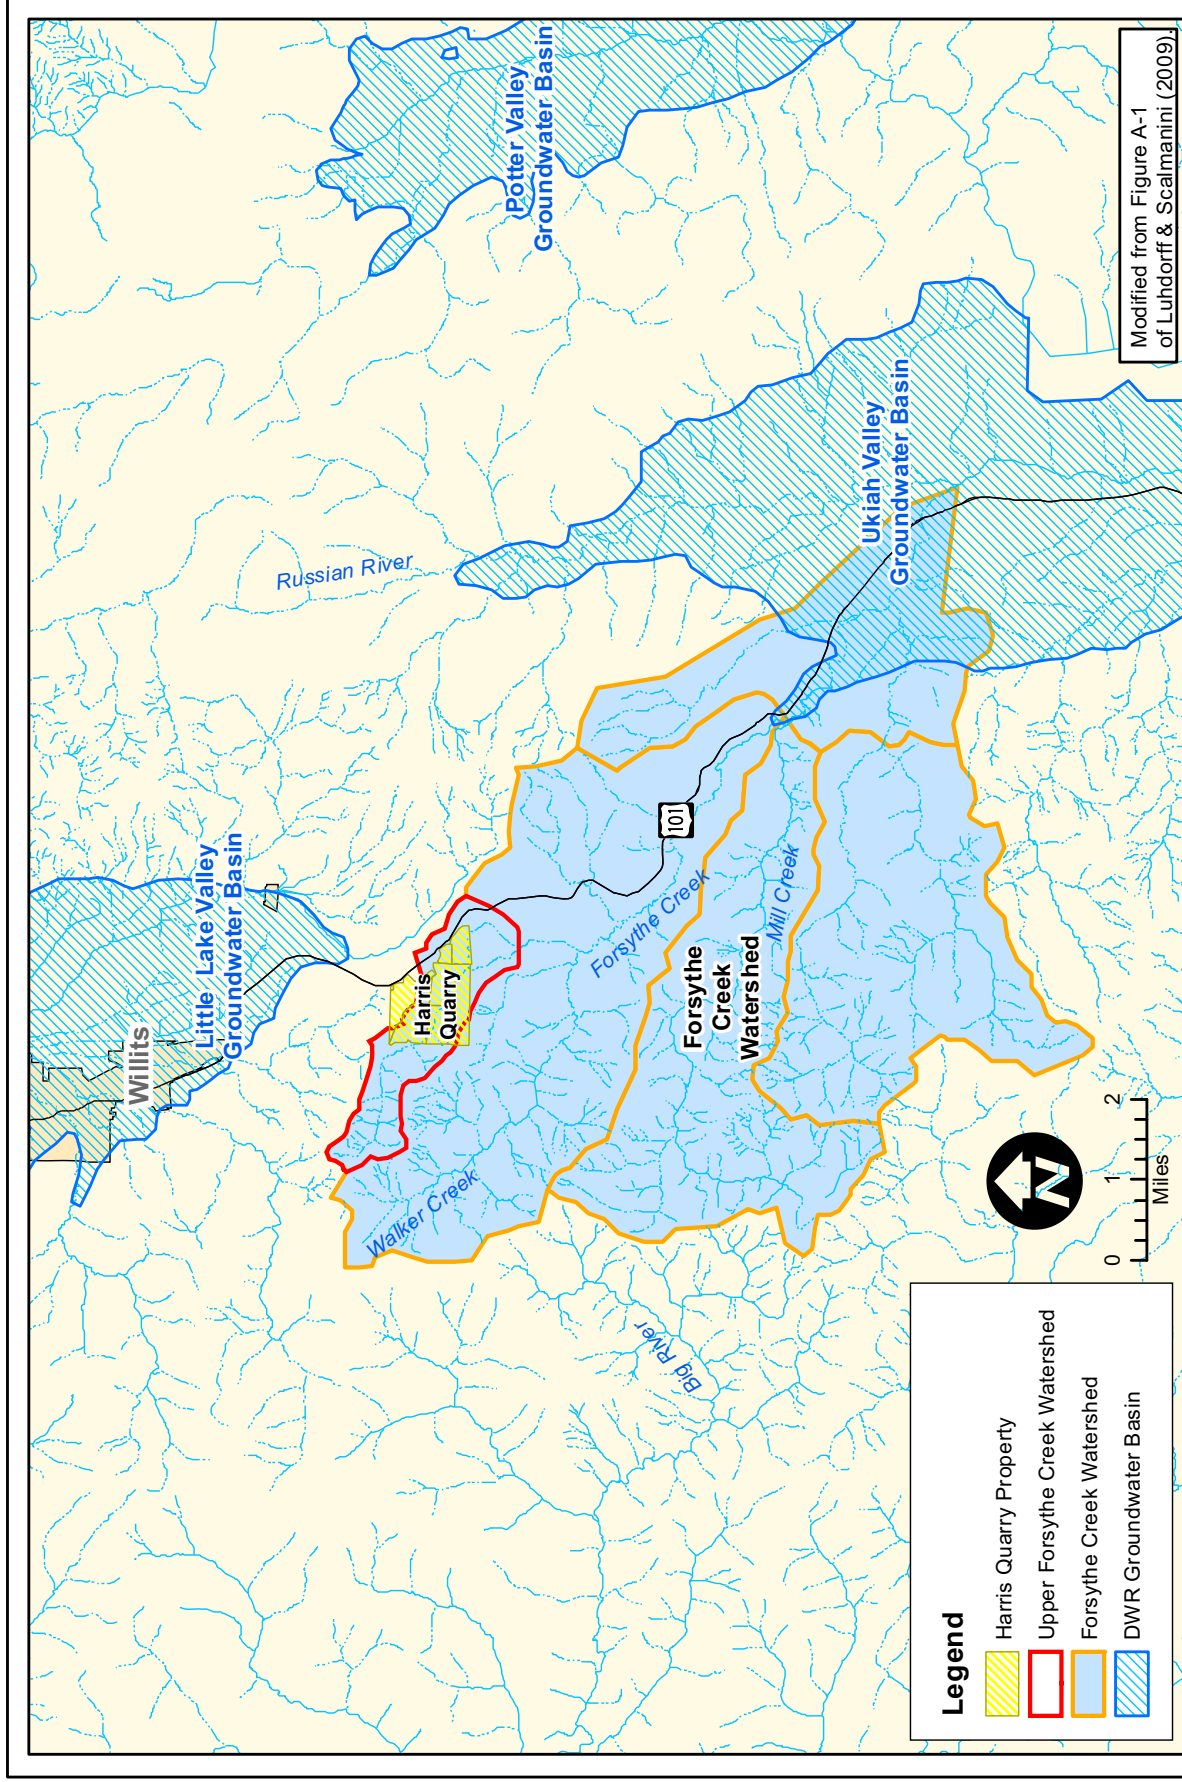 Willits
Little Lake Valley
Groundwater Basin
Potter Valley
Groundwater Basin
Russian River
Harris
Quarry
Walker Creek
Forsythe Creek
101
Forsythe
Creek
Watershed
Mill Creek
Big River
Ukiah Valley
Groundwater Basin
Legend
Harris Quarry Property
Upper Forsythe Creek Watershed
Forsythe Creek Watershed
DWR Groundwater Basin
N
0 1 2
Miles
Modified from Figure A-1
of Luhdorff & Scalmanini (2009).